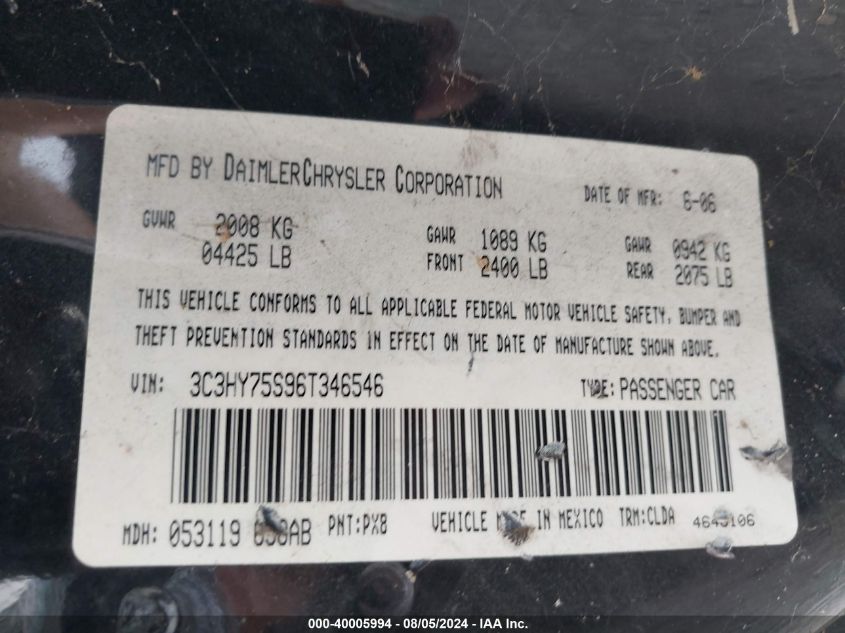 MFD BY DAIMLERCHRYSLER CORPORATION DATE OF MFR: 6-06
GVWR 2008 KG GAWR 1089 KG GAWR 0942 KG
04425 LB FRONT 2400 LB REAR 2075 LB
THIS VEHICLE CONFORMS TO ALL APPLICABLE FEDERAL MOTOR VEHICLE SAFETY, BUMPER AND
THEFT PREVENTION STANDARDS IN EFFECT ON THE DATE OF MANUFACTURE SHOWN ABOVE.
VIN: 3C3HY75S96T346546 TYPE: PASSENGER CAR
MDH: 053119 PNT:PX8 VEHICLE MADE IN MEXICO TRM:CLDA
000-40005994 - 08/05/2024 - IAA Inc.